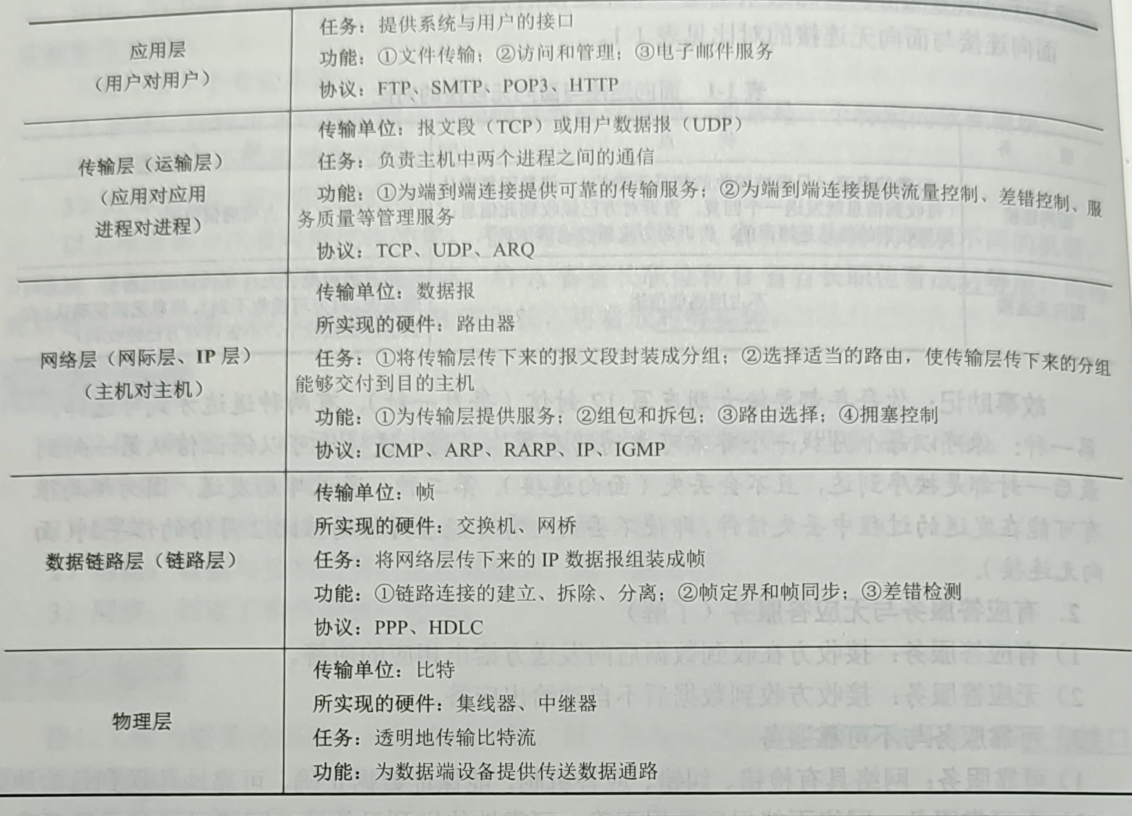 应用层
（用户对用户）
任务：提供系统与用户的接口
功能：①文件传输；②访问和管理；③电子邮件服务
协议：FTP、SMTP、POP3、HTTP
传输层（运输层）
（应用对应用
进程对进程）
传输单位：报文段（TCP）或用户数据报（UDP）
任务：负责主机中两个进程之间的通信
功能：①为端到端连接提供可靠的传输服务；②为端到端连接提供流量控制、差错控制、服
务质量等管理服务
协议：TCP、UDP、ARQ
网络层（网际层、IP 层）
（主机对主机）
传输单位：数据报
所实现的硬件：路由器
任务：①将传输层传下来的报文段封装成分组；②选择适当的路由，使传输层传下来的分组
能够交付到目的主机
功能：①为传输层提供服务；②组包和拆包；③路由选择；④拥塞控制
协议：ICMP、ARP、RARP、IP、IGMP
数据链路层（链路层）
传输单位：帧
所实现的硬件：交换机、网桥
任务：将网络层传下来的 IP 数据报组装成帧
功能：①链路连接的建立、拆除、分离；②帧定界和帧同步；③差错检测
协议：PPP、HDLC
物理层
传输单位：比特
所实现的硬件：集线器、中继器
任务：透明地传输比特流
功能：为数据端设备提供传送数据通路